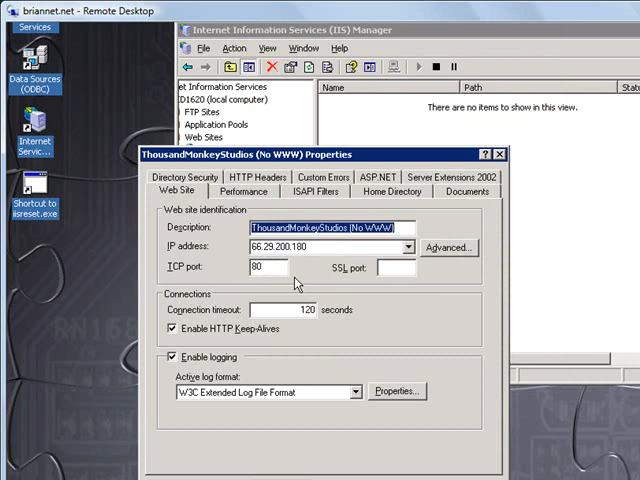 briannet.net - Remote Desktop
Services
Data Sources
(ODBC)
Internet
Servic...
Shortcut to
iisreset.exe
Internet Information Services (IIS) Manager
File Action View Window Help
et Information Services
D1620 (local computer)
FTP Sites
Application Pools
Web Sites
Name Path Statu
There are no items to show in this view.
ThousandMonkeyStudios (No WWW) Properties
Directory Security HTTP Headers Custom Errors ASP.NET Server Extensions 2002
Web Site Performance ISAPI Filters Home Directory Documents
Web site identification
Description: ThousandMonkeyStudios (No WWW)
IP address: 66.29.200.180 Advanced...
TCP port: 80 SSL port:
Connections
Connection timeout: 120 seconds
Enable HTTP Keep-Alives
Enable logging
Active log format:
W3C Extended Log File Format Properties...